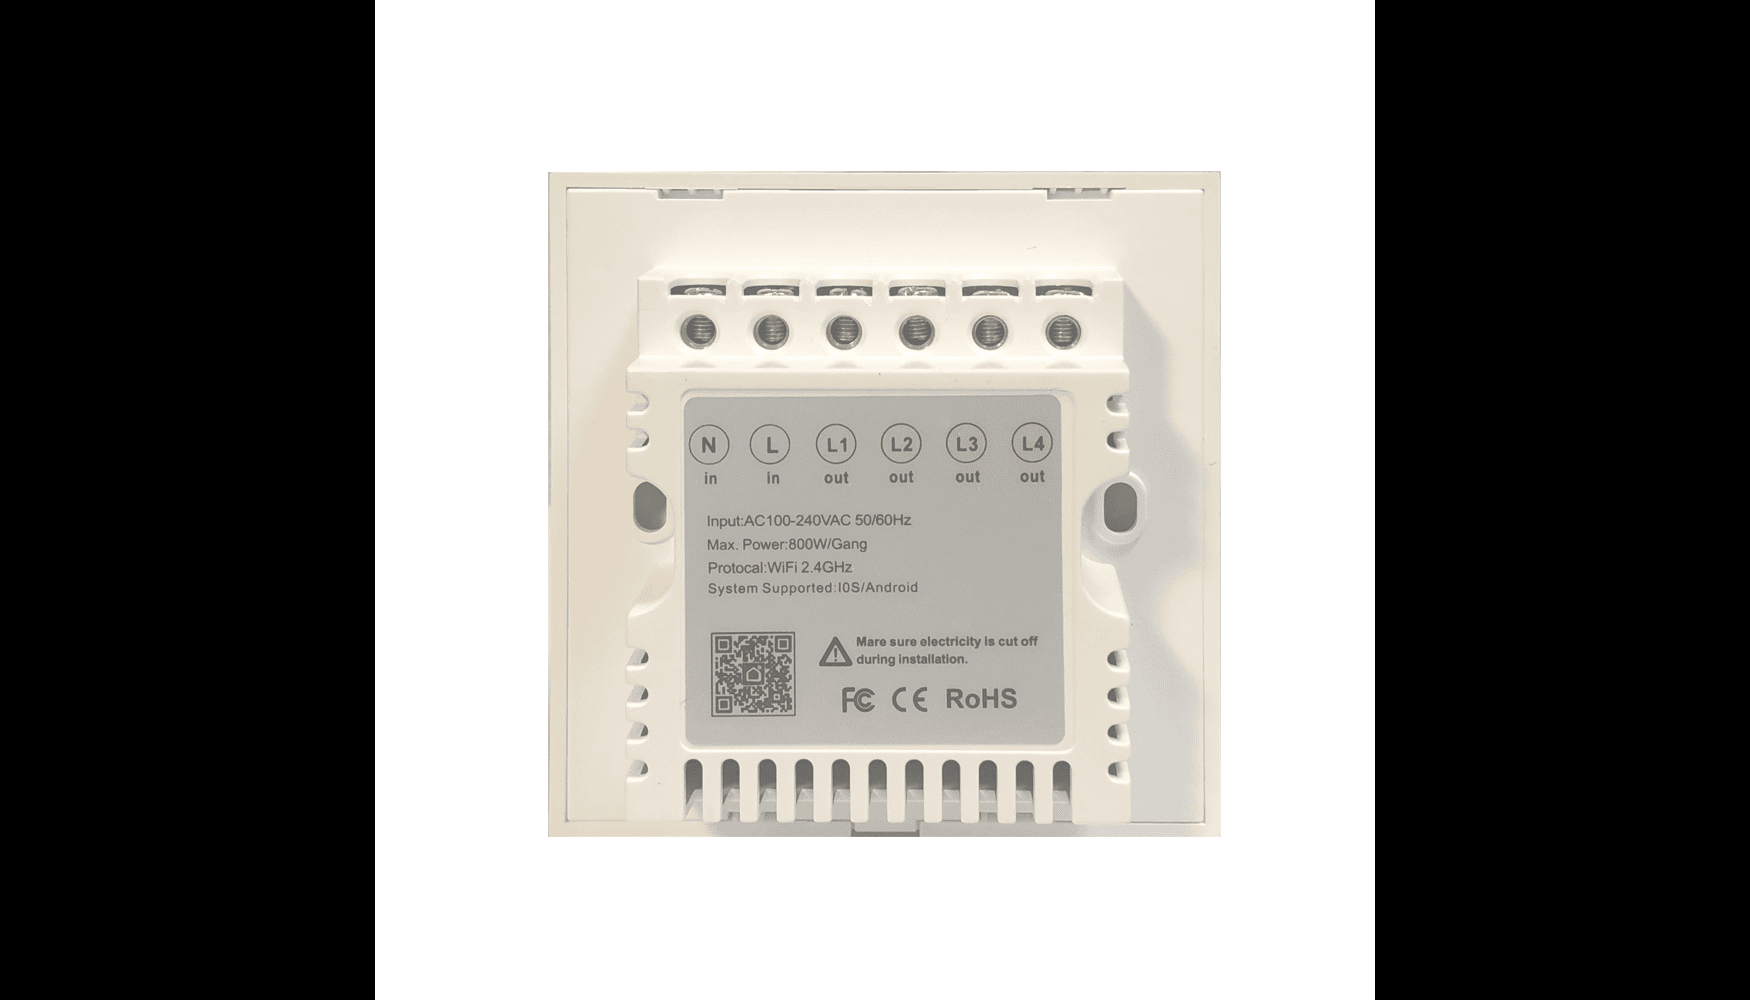 N L L1 L2 L3 L4
in in out out out out
Input:AC100-240VAC 50/60Hz
Max. Power:800W/Gang
Protocal:WiFi 2.4GHz
System Supported:I0S/Android
Mare sure electricity is cut off
during installation.
FC CE RoHS